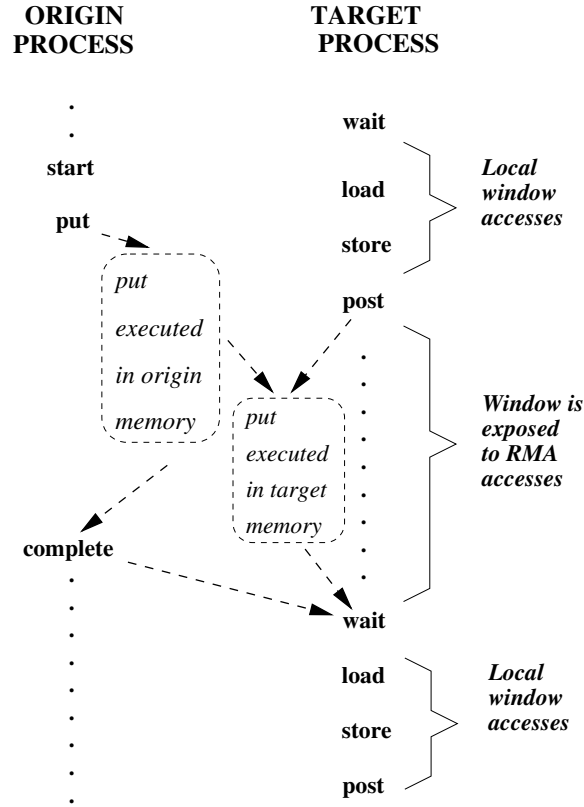 ORIGIN
PROCESS
TARGET
PROCESS
wait
start
Local
window
accesses
load
put
store
put
executed
in origin
memory
post
Window is
exposed
to RMA
accesses
put
executed
in target
memory
complete
wait
load
Local
window
accesses
store
post